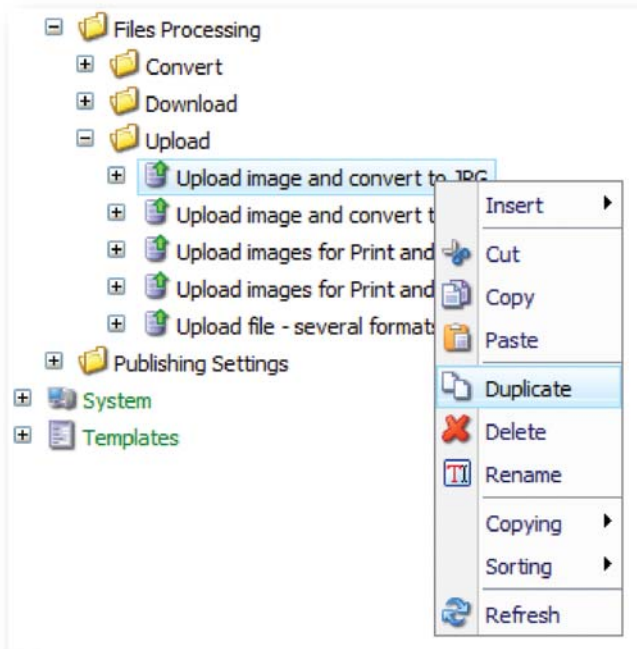 Files Processing
Convert
Download
Upload
Upload image and convert to JPG
Upload image and convert t
Upload images for Print and
Upload images for Print and
Upload file - several formats
Publishing Settings
System
Templates
Insert
Cut
Copy
Paste
Duplicate
Delete
Rename
Copying
Sorting
Refresh